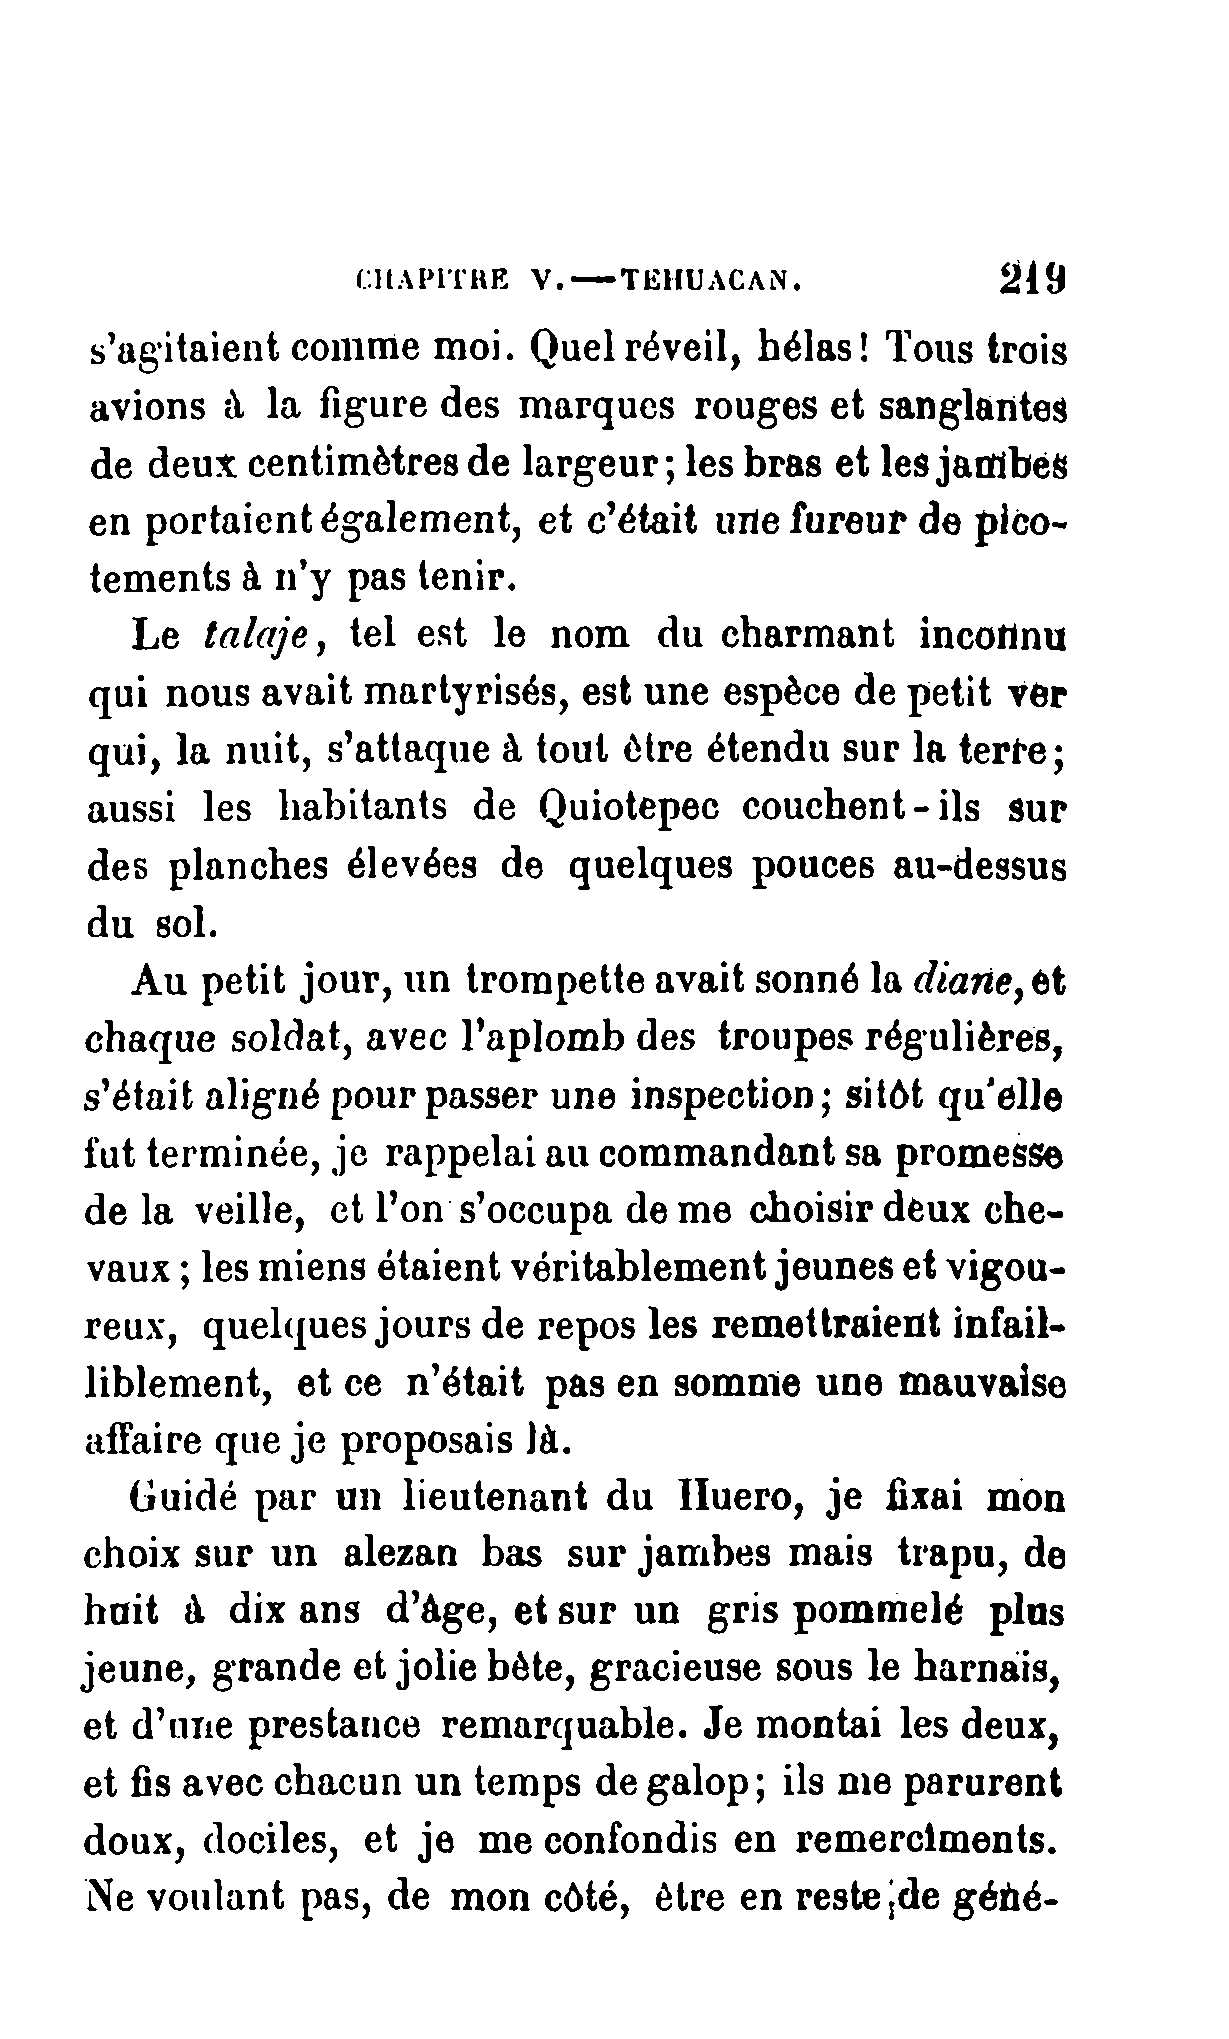 CHAPITRE V.—TEHUACAN. 219
s'agitaient comme moi. Quel réveil, hélas! Tous trois
avions à la figure des marques rouges et sanglantes
de deux centimètres de largeur; les bras et les jambes
en portaient également, et c'était une fureur de pico-
tements à n'y pas tenir.
Le talaje, tel est le nom du charmant inconnu
qui nous avait martyrisés, est une espèce de petit ver
qui, la nuit, s'attaque à tout être étendu sur la terre;
aussi les habitants de Quiotepec couchent-ils sur
des planches élevées de quelques pouces au-dessus
du sol.
Au petit jour, un trompette avait sonné la diane, et
chaque soldat, avec l'aplomb des troupes régulières,
s'était aligné pour passer une inspection; sitôt qu'elle
fut terminée, je rappelai au commandant sa promesse
de la veille, et l'on s'occupa de me choisir deux che-
vaux; les miens étaient véritablement jeunes et vigou-
reux, quelques jours de repos les remettraient infail-
liblement, et ce n'était pas en somme une mauvaise
affaire que je proposais là.
Guidé par un lieutenant du Huero, je fixai mon
choix sur un alezan bas sur jambes mais trapu, de
huit à dix ans d'âge, et sur un gris pommelé plus
jeune, grande et jolie bête, gracieuse sous le harnais,
et d'une prestance remarquable. Je montai les deux,
et fis avec chacun un temps de galop; ils me parurent
doux, dociles, et je me confondis en remercîments.
Ne voulant pas, de mon côté, être en reste de géné-